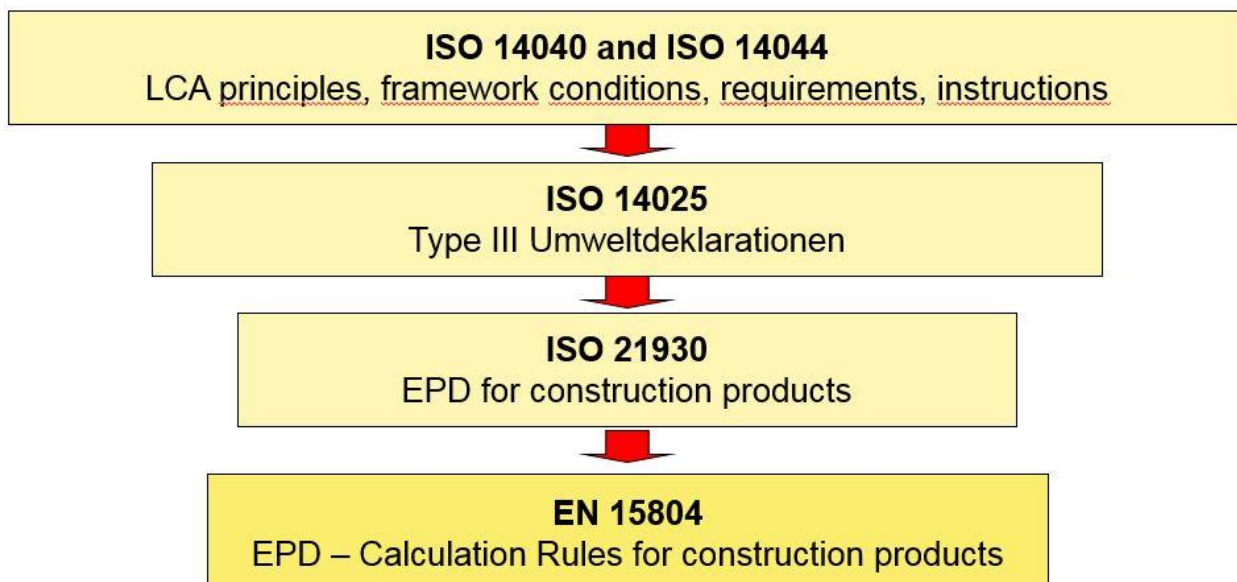 ISO 14040 and ISO 14044
LCA principles, framework conditions, requirements, instructions
ISO 14025
Type III Umweltdeklarationen
ISO 21930
EPD for construction products
EN 15804
EPD – Calculation Rules for construction products